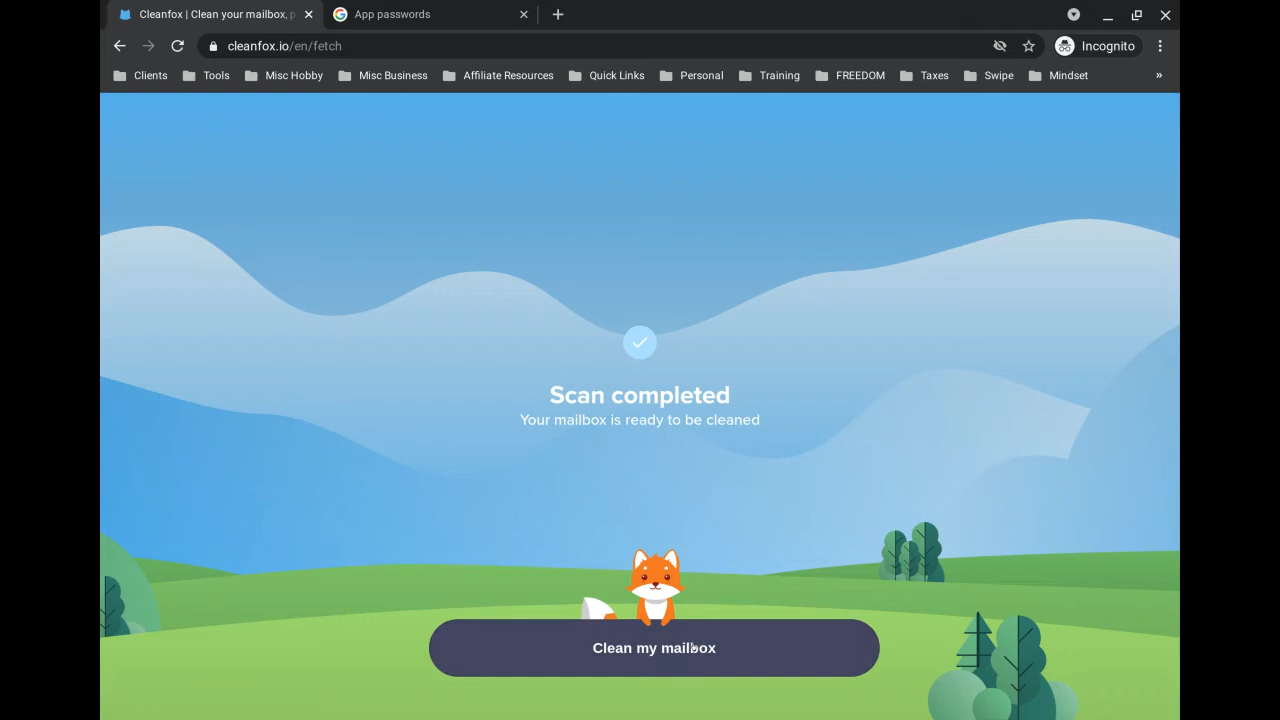 Cleanfox | Clean your mailbox, p
App passwords
cleanfox.io/en/fetch
Incognito
Clients
Tools
Misc Hobby
Misc Business
Affiliate Resources
Quick Links
Personal
Training
FREEDOM
Taxes
Swipe
Mindset
»
Scan completed
Your mailbox is ready to be cleaned
Clean my mailbox